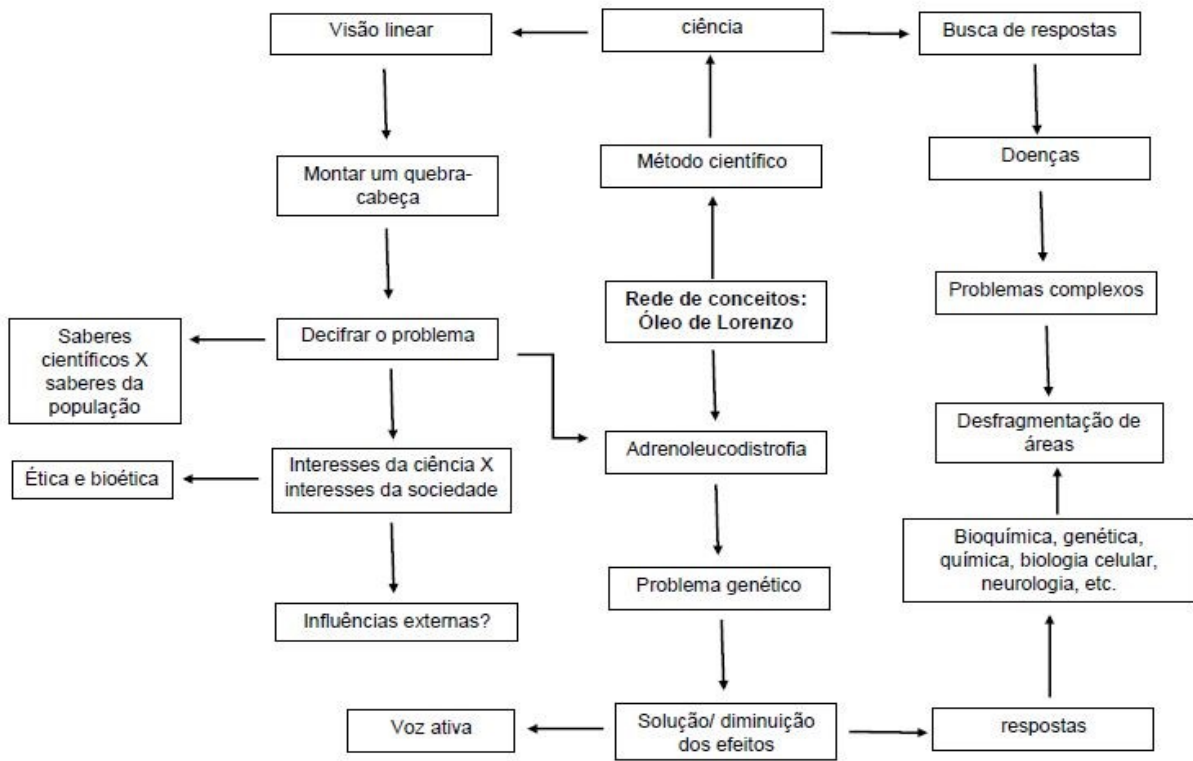 Visão linear
ciência
Busca de respostas
Montar um quebra-
cabeça
Método científico
Doenças
Rede de conceitos:
Óleo de Lorenzo
Problemas complexos
Saberes
científicos X
saberes da
população
Decifrar o problema
Adrenoleucodistrofia
Desfragmentação de
áreas
Ética e bioética
Interesses da ciência X
interesses da sociedade
Bioquímica, genética,
química, biologia celular,
neurologia, etc.
Problema genético
Influências externas?
Voz ativa
Solução/ diminuição
dos efeitos
respostas